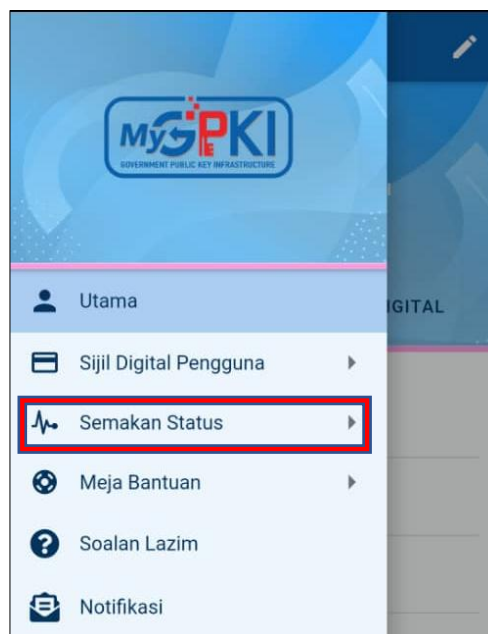 MyGPKI
GOVERNMENT PUBLIC KEY INFRASTRUCTURE
Utama
IGITAL
Sijil Digital Pengguna
Semakan Status
Meja Bantuan
Soalan Lazim
Notifikasi